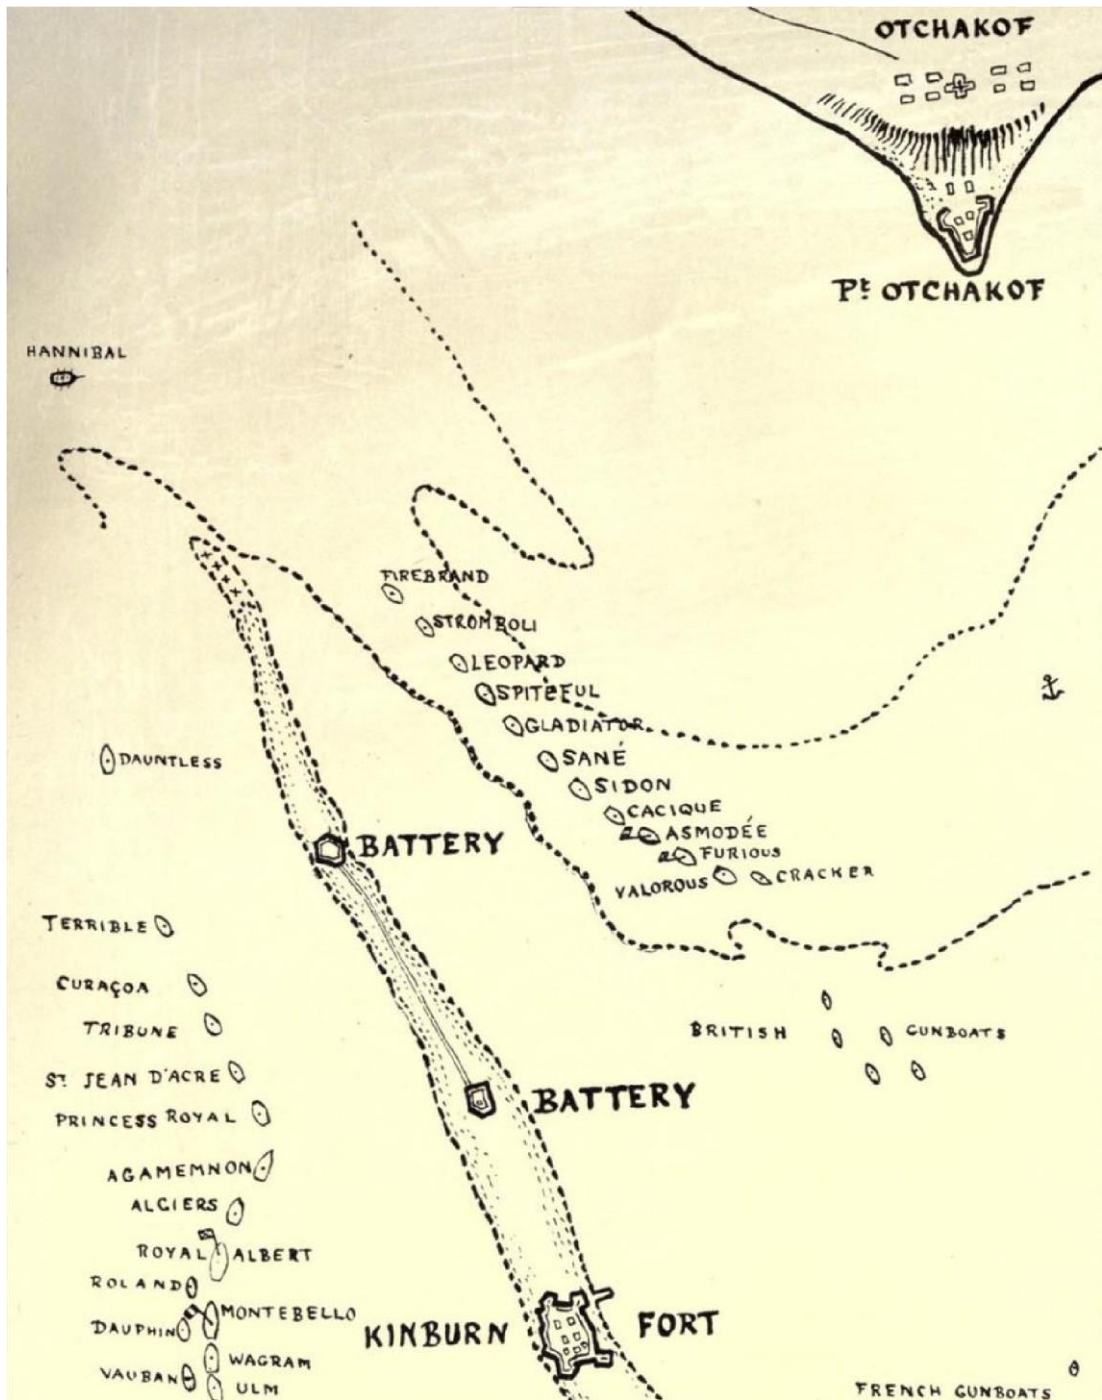 OTCHAKOF
Pt OTCHAKOF
HANNIBAL
FIREBRAND
STROMBOLI
LEOPARD
SPITEFUL
GLADIATOR
DAUNTLESS
SANÉ
SIDON
CACIQUE
ASMODÉE
BATTERY
FURIOUS
VALOROUS
CRACKER
TERRIBLE
CURAÇOA
TRIBUNE
BRITISH GUNBOATS
ST JEAN D'ACRE
BATTERY
PRINCESS ROYAL
AGAMEMNON
ALGIERS
ROYAL ALBERT
ROLAND
MONTEBELLO
DAUPHIN
KINBURN FORT
WAGRAM
VAUBAN
ULM
FRENCH GUNBOATS